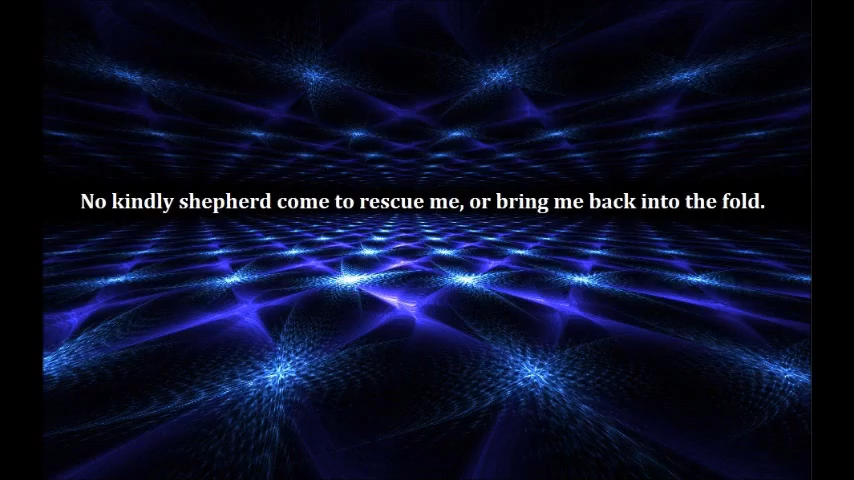 No kindly shepherd come to rescue me, or bring me back into the fold.